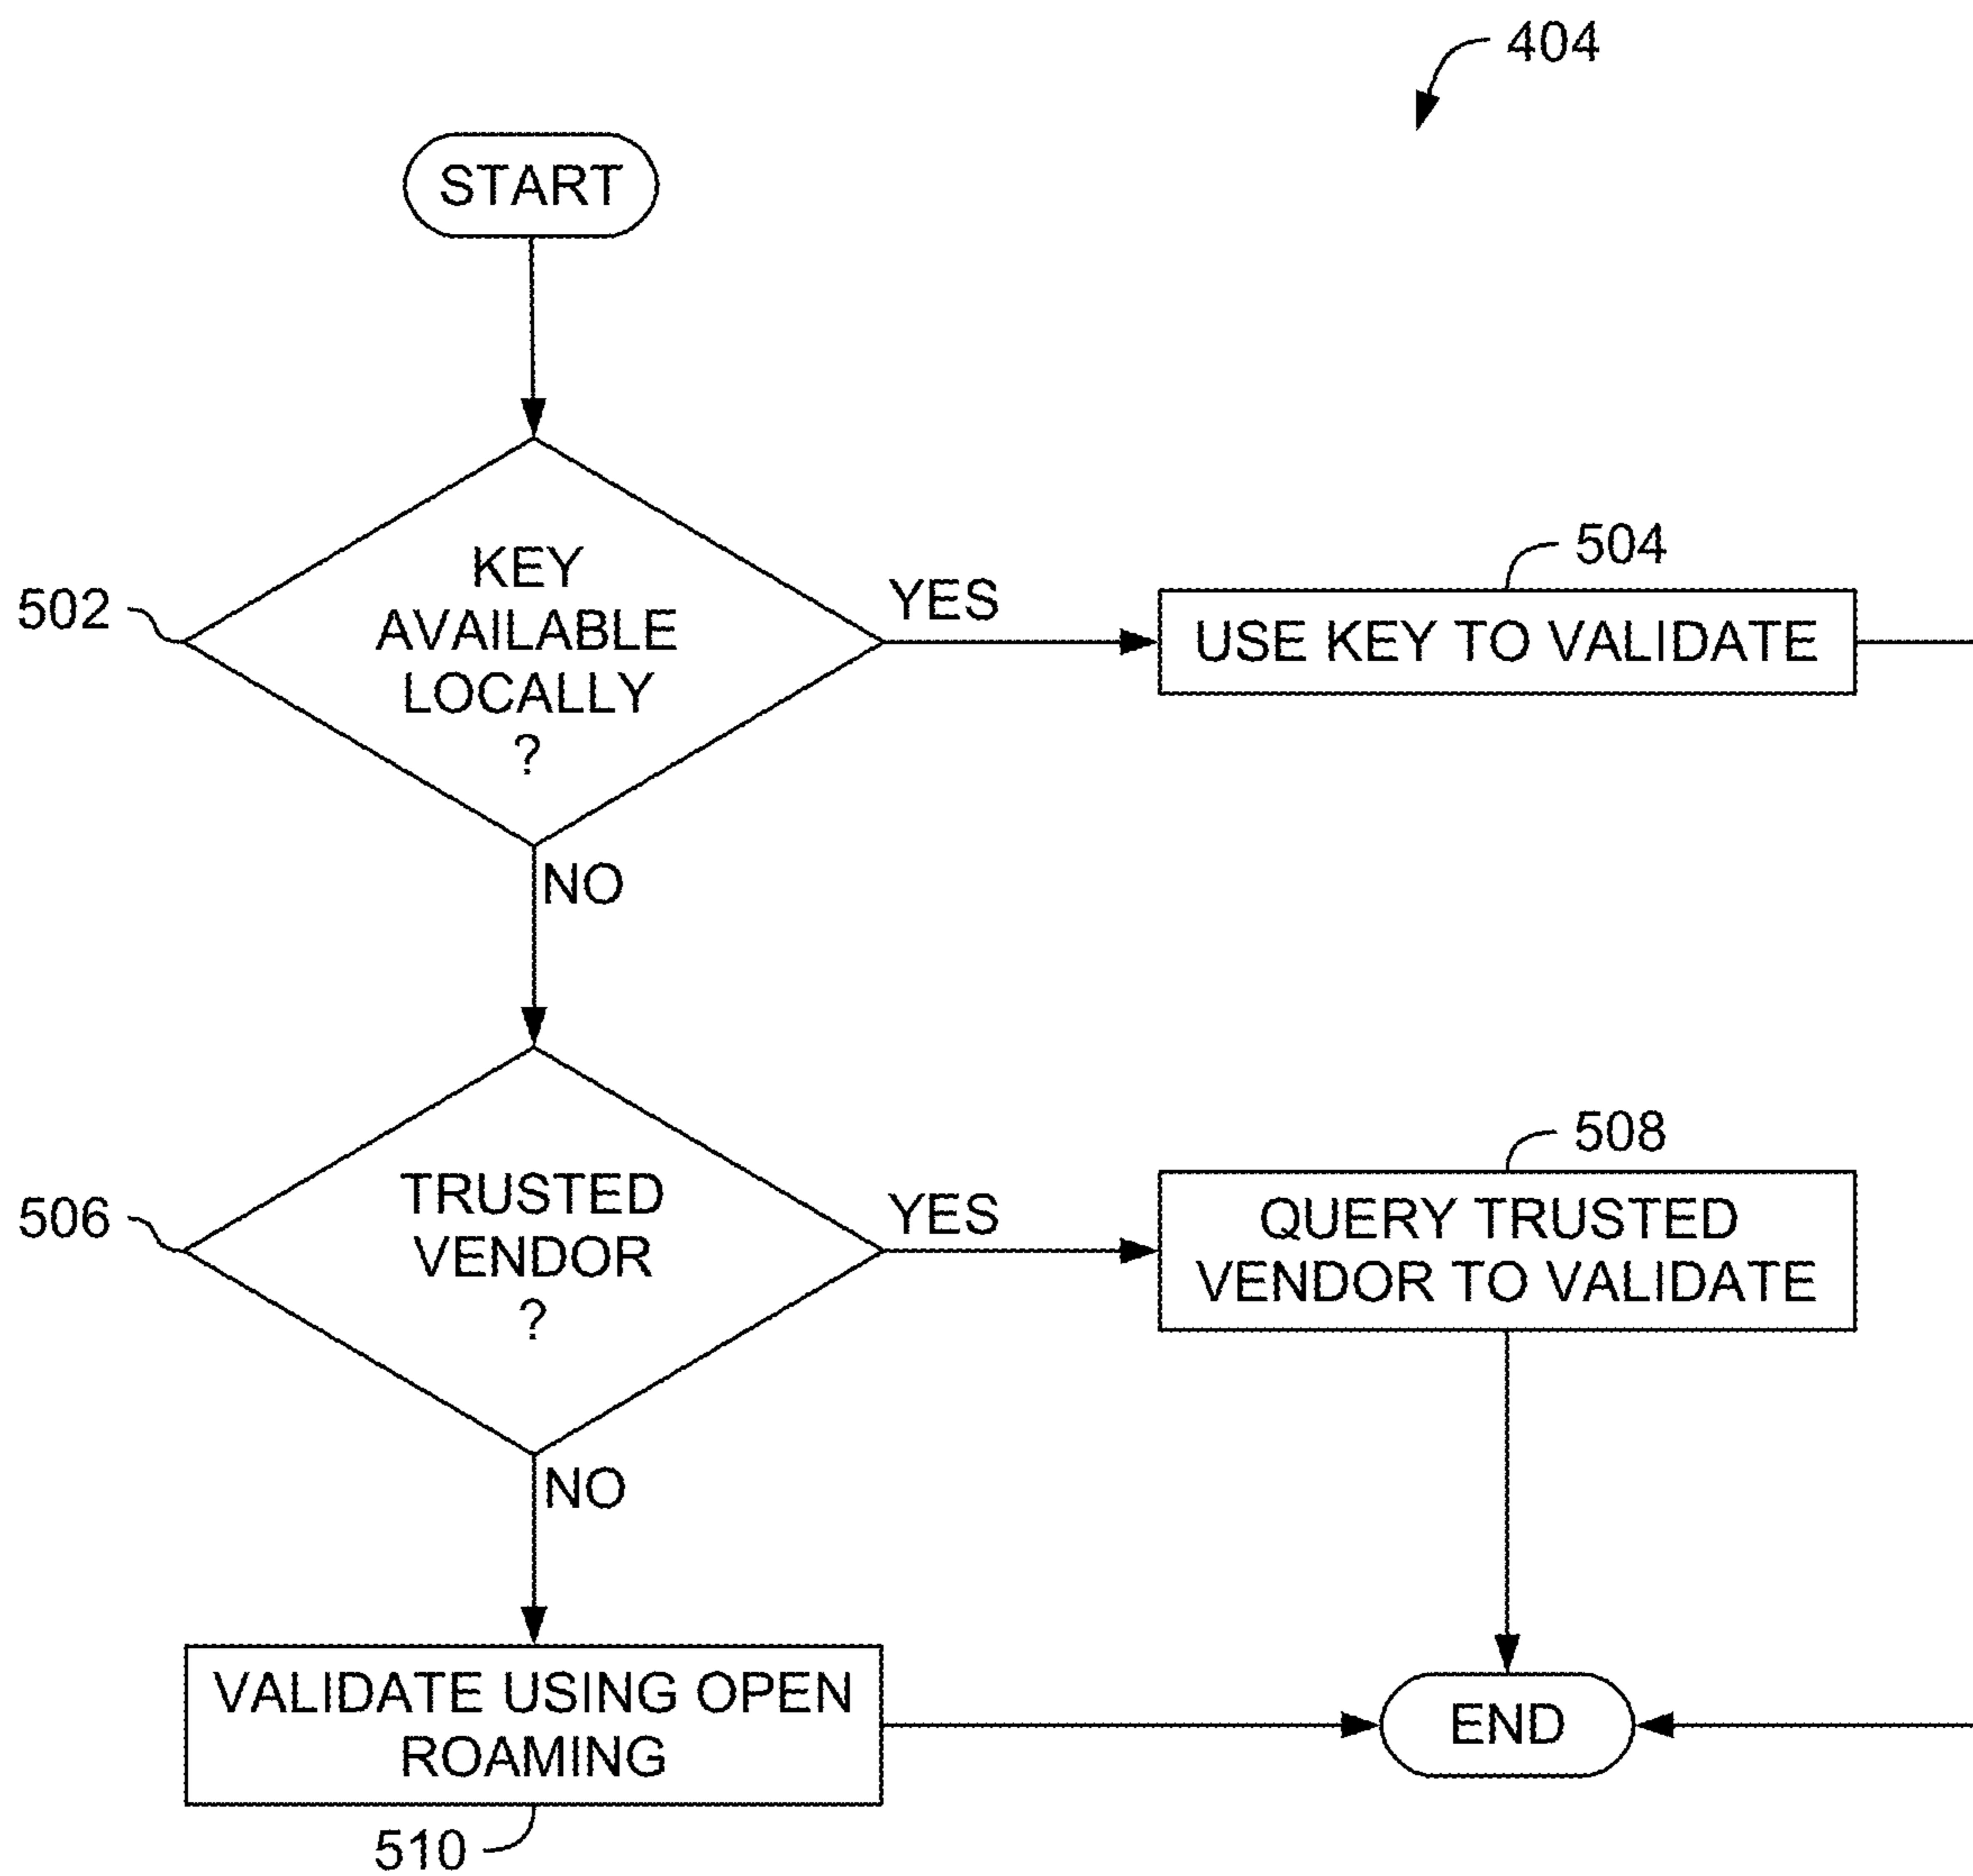 404
START
502
KEY
AVAILABLE
LOCALLY
?
YES
504
USE KEY TO VALIDATE
NO
506
TRUSTED
VENDOR
?
YES
508
QUERY TRUSTED
VENDOR TO VALIDATE
NO
VALIDATE USING OPEN
ROAMING
510
END